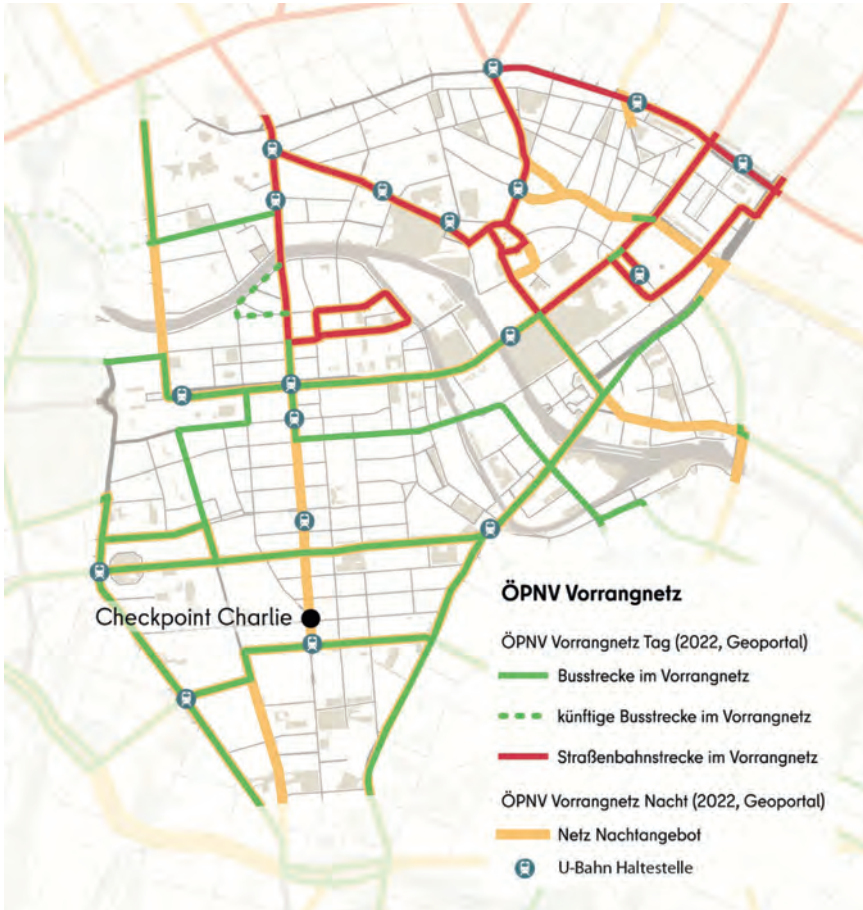 Checkpoint Charlie
ÖPNV Vorrangnetz
ÖPNV Vorrangnetz Tag (2022, Geoportal)
Busstrecke im Vorrangnetz
künftige Busstrecke im Vorrangnetz
Straßenbahnstrecke im Vorrangnetz
ÖPNV Vorrangnetz Nacht (2022, Geoportal)
Netz Nachtangebot
U-Bahn Haltestelle